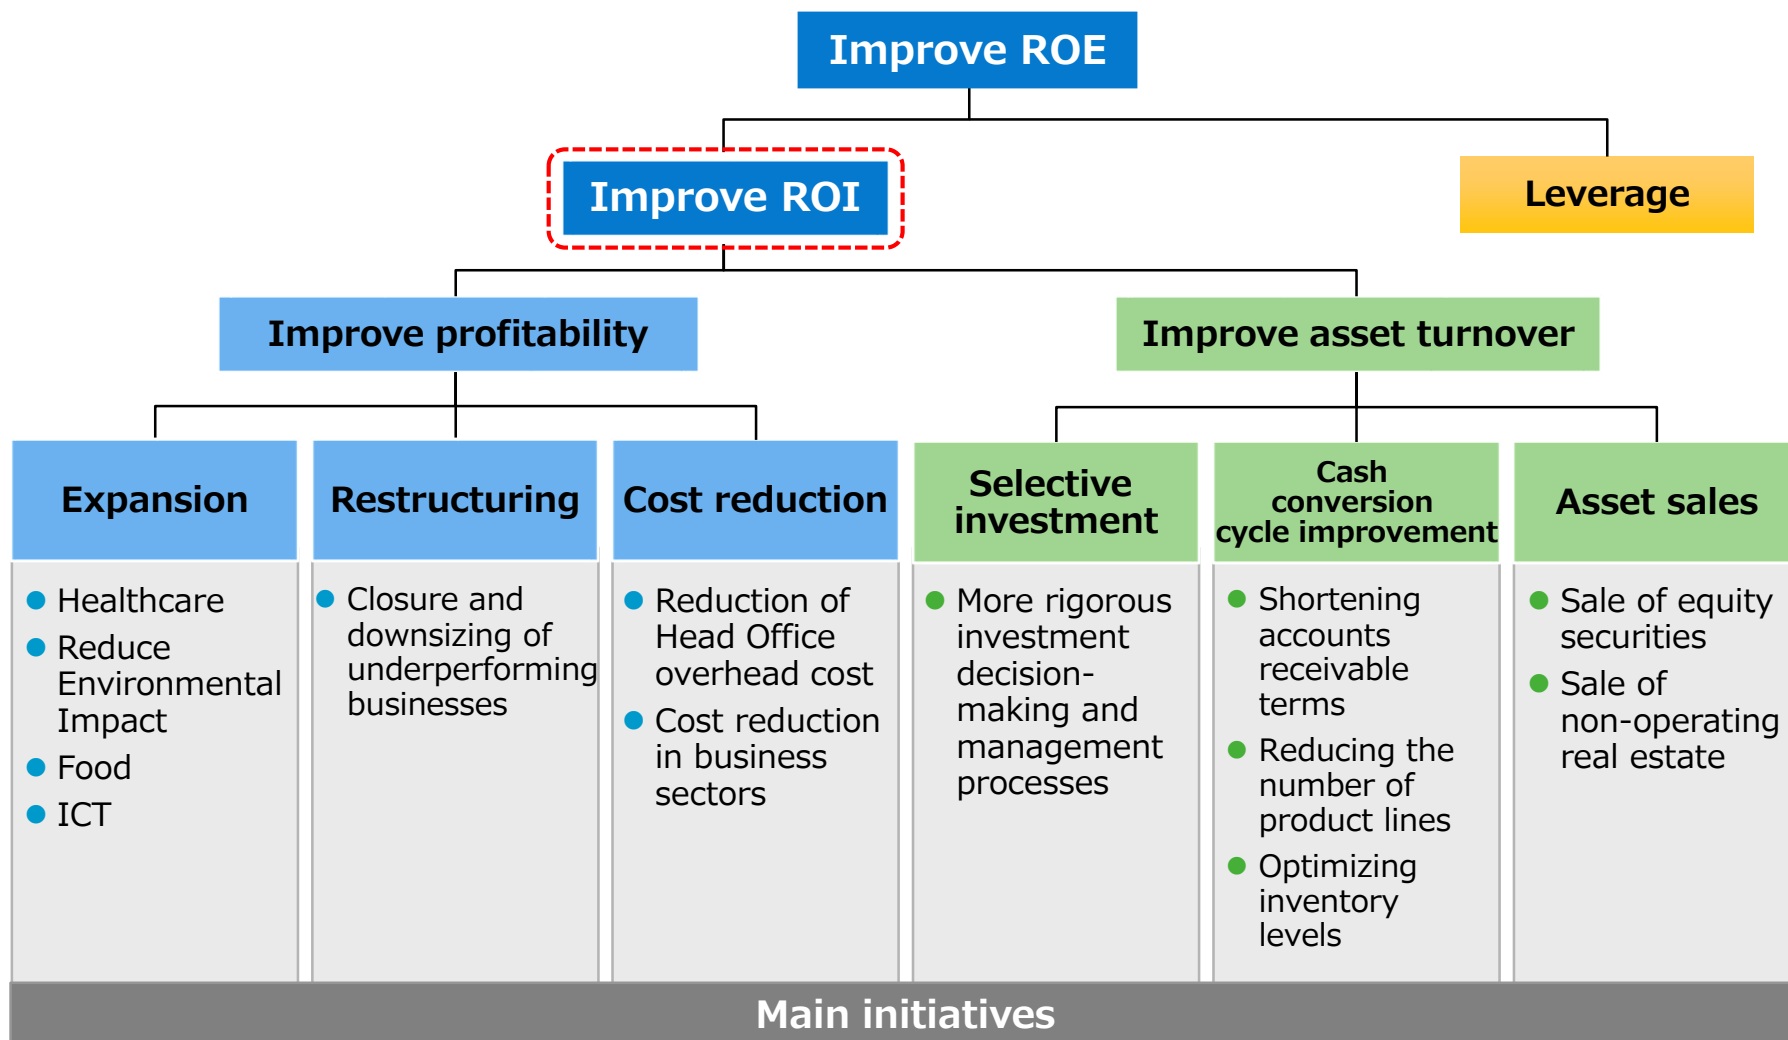 Improve ROE
Improve ROI
Leverage
Improve profitability
Improve asset turnover
Expansion
Restructuring
Cost reduction
Selective
investment
Cash
conversion
cycle improvement
Asset sales
Healthcare
Reduce
Environmental
Impact
Food
ICT
Closure and
downsizing of
underperforming
businesses
Reduction of
Head Office
overhead cost
Cost reduction
in business
sectors
More rigorous
investment
decision-
making and
management
processes
Shortening
accounts
receivable
terms
Reducing the
number of
product lines
Optimizing
inventory
levels
Sale of equity
securities
Sale of
non-operating
real estate
Main initiatives